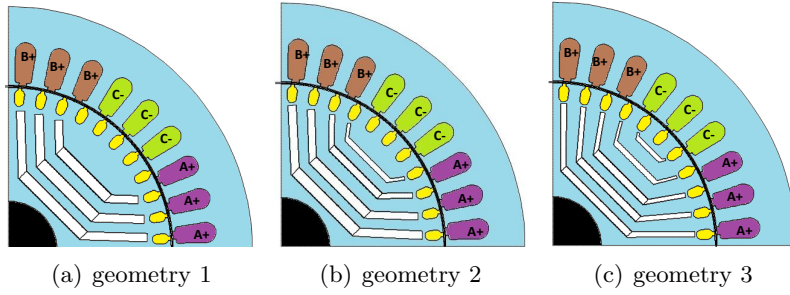 B+ B+ B+ C- C- C- A+ A+ A+
B+ B+ B+ C- C- C- A+ A+ A+
B+ B+ B+ C- C- C- A+ A+ A+
(a) geometry 1 (b) geometry 2 (c) geometry 3